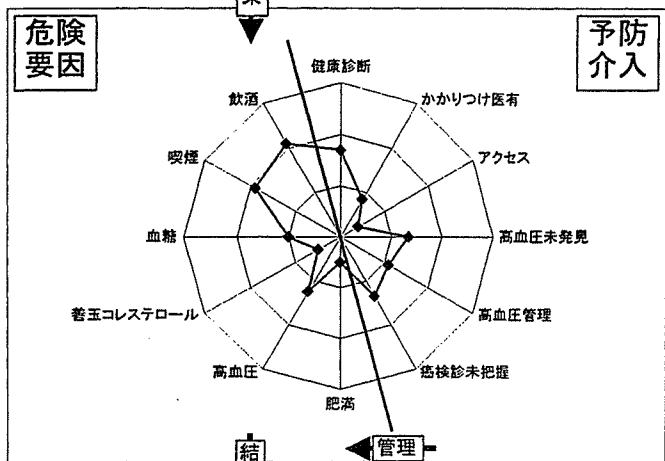 危険
要因
予防
介入
健康診断
飲酒
かかりつけ医有
喫煙
アクセス
血糖
高血圧未発見
善玉コレステロール
高血圧管理
高血圧
癌検診未把握
肥満
結
管理